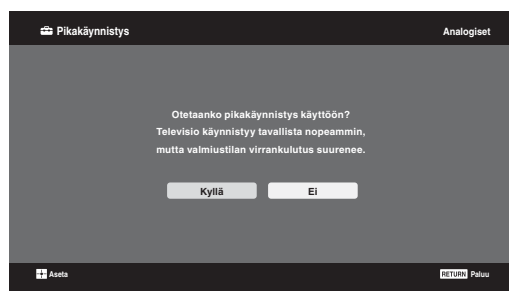 Pikakäynnistys Analogiset
Otetaanko pikakäynnistys käyttöön?
Televisio käynnistyy tavallista nopeammin,
mutta valmiustilan virrankulutus suurenee.
Kyllä Ei
Aseta RETURN Paluu